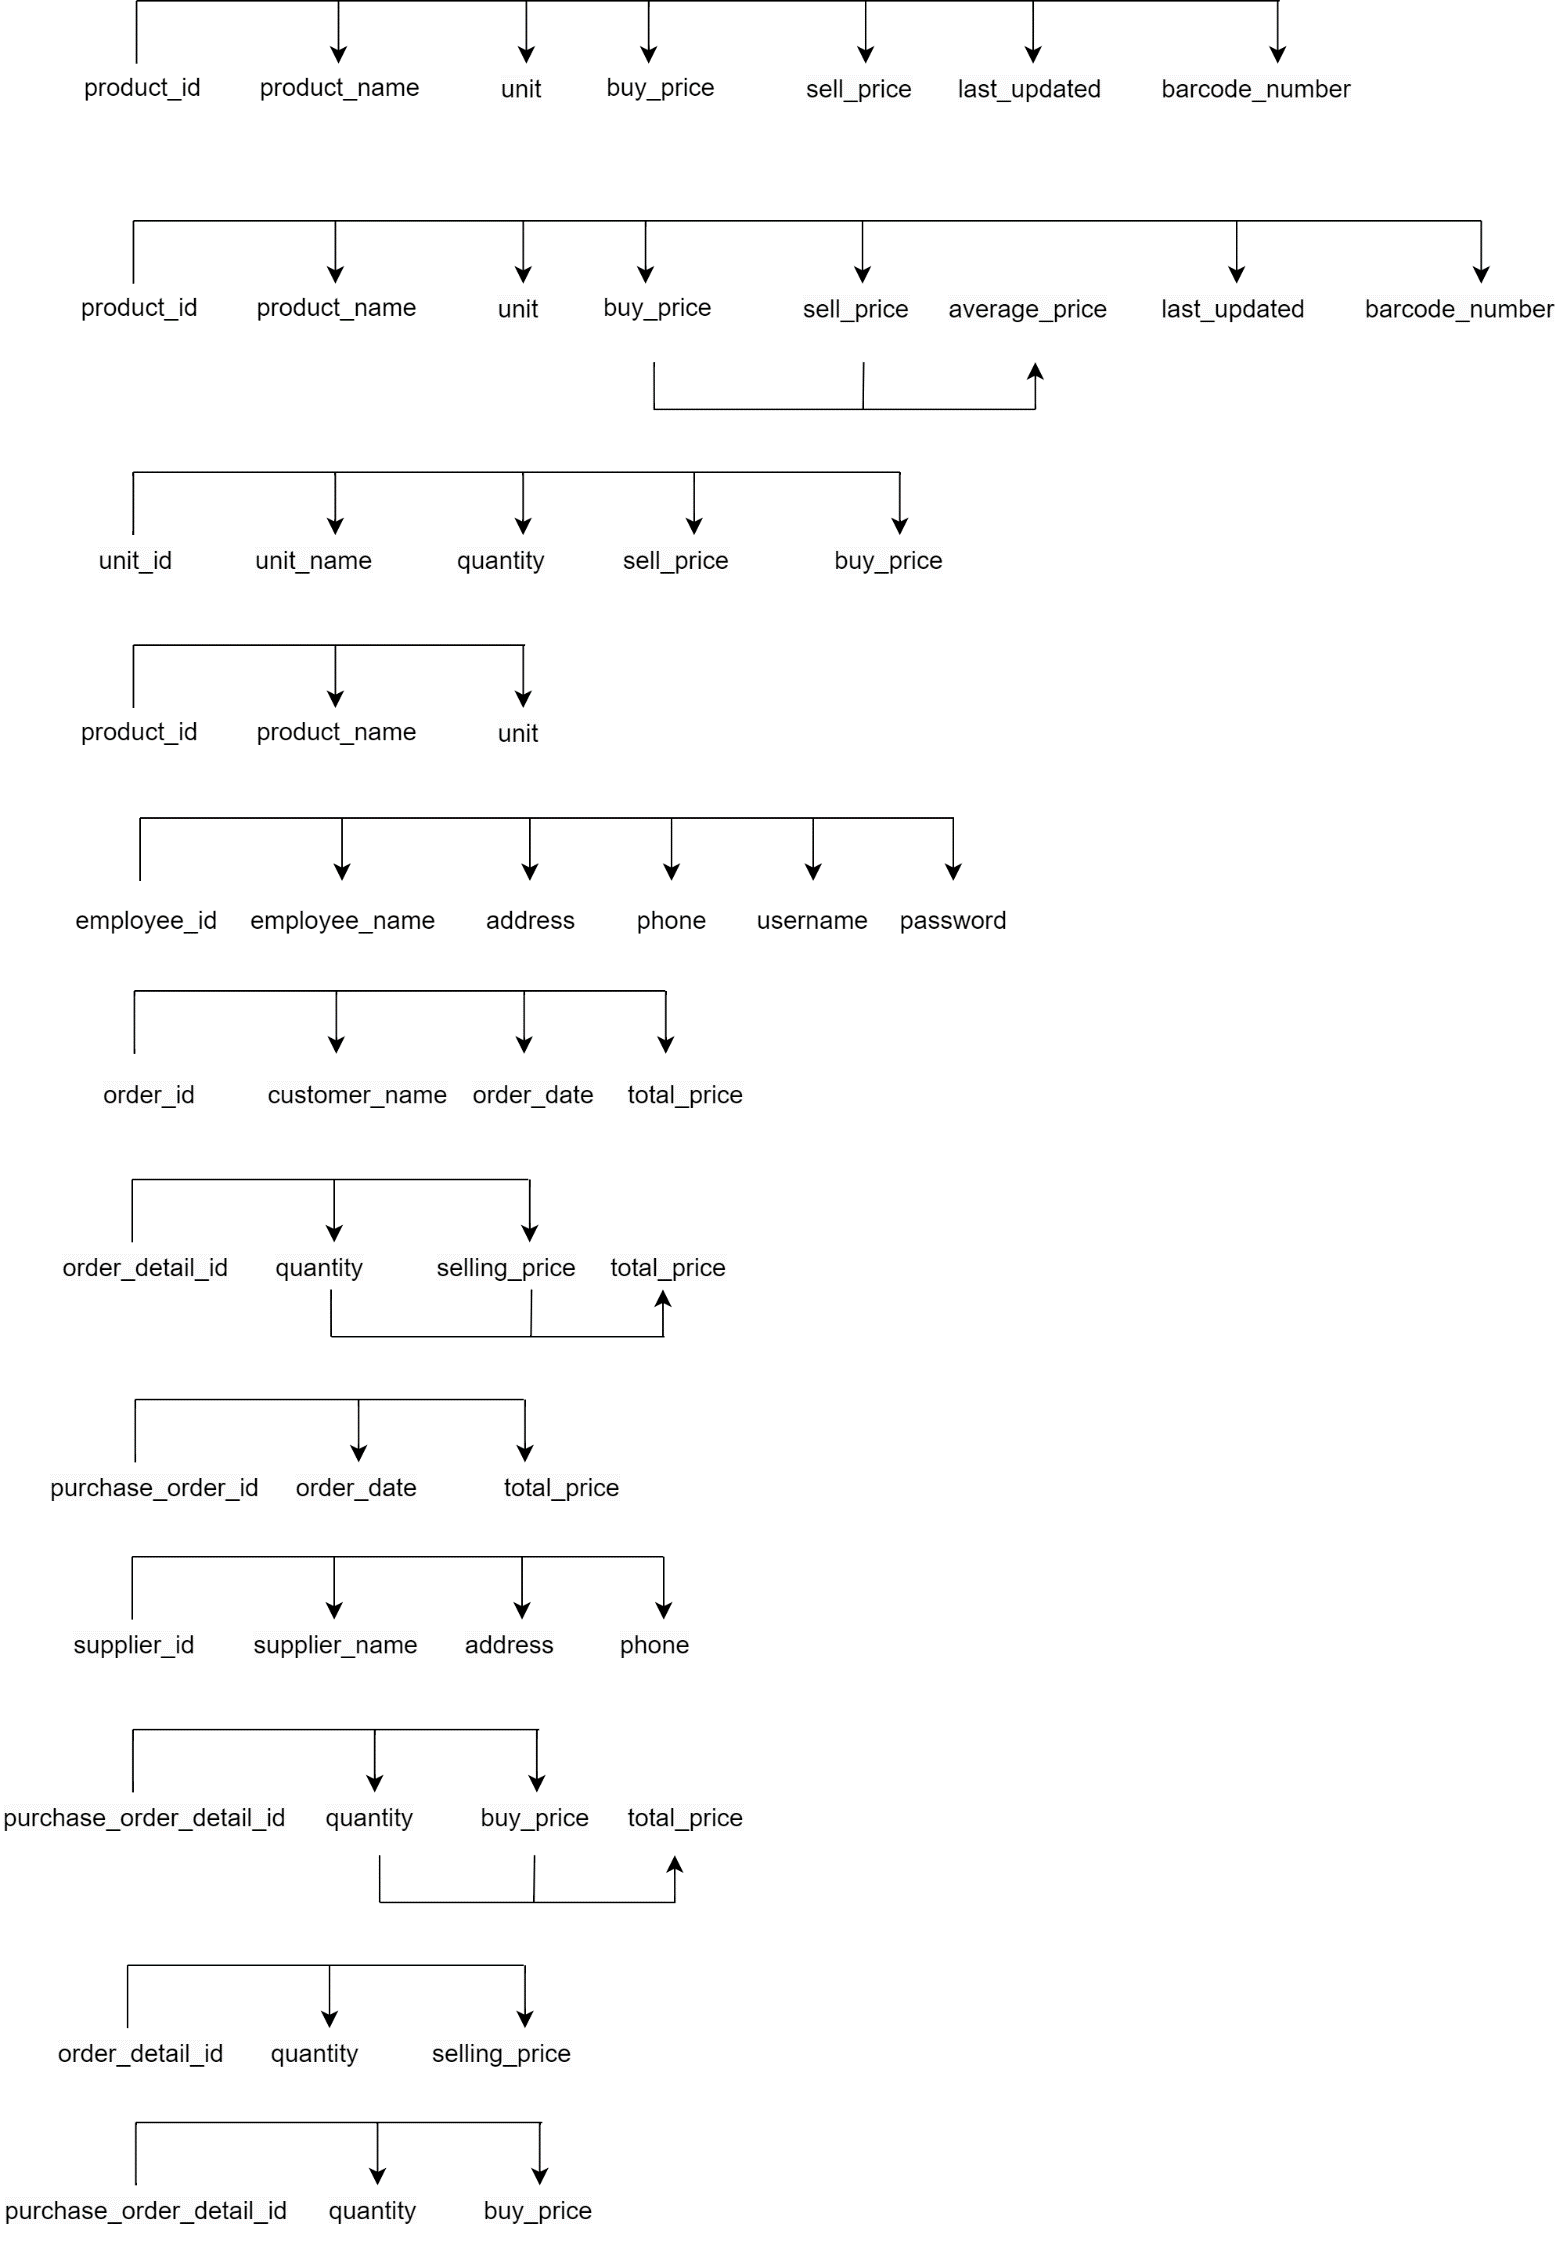 product_id product_name unit buy_price sell_price last_updated barcode_number
product_id product_name unit buy_price sell_price average_price last_updated barcode_number
unit_id unit_name quantity sell_price buy_price
product_id product_name unit
employee_id employee_name address phone username password
order_id customer_name order_date total_price
order_detail_id quantity selling_price total_price
purchase_order_id order_date total_price
supplier_id supplier_name address phone
purchase_order_detail_id quantity buy_price total_price
order_detail_id quantity selling_price
purchase_order_detail_id quantity buy_price